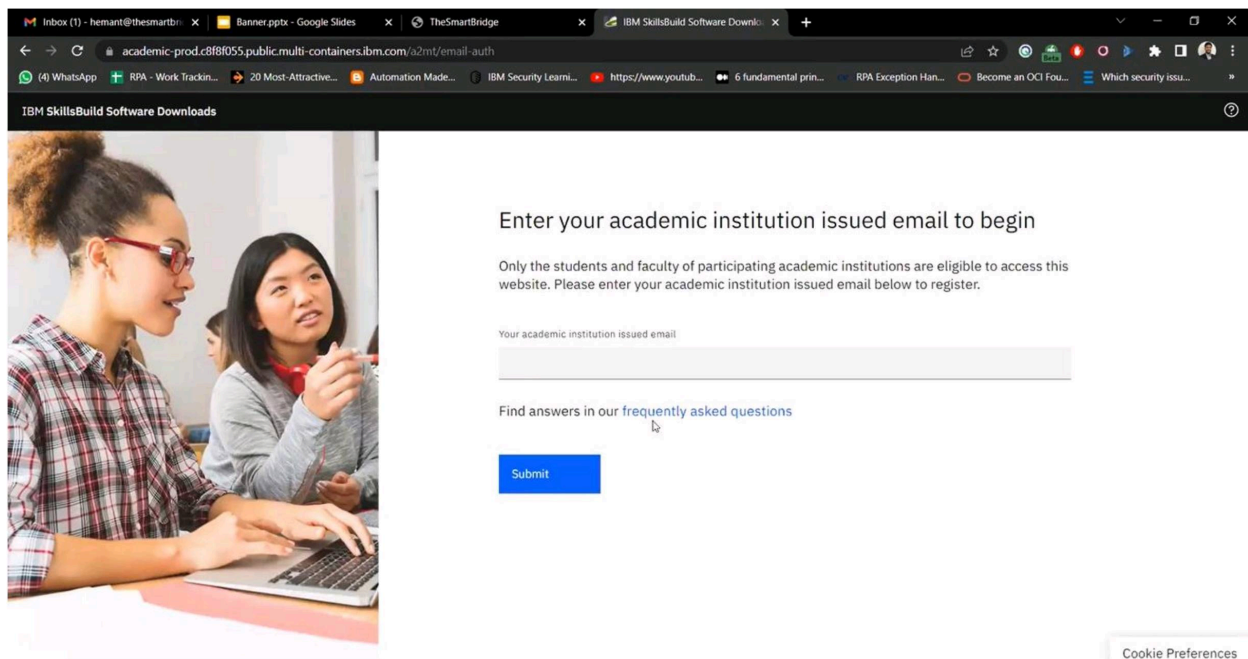 Inbox (1) - hemant@thesmartbri
Banner.pptx - Google Slides
TheSmartBridge
IBM SkillsBuild Software Downlo
academic-prod.c8f8f055.public.multi-containers.ibm.com/a2mt/email-auth
(4) WhatsApp
RPA - Work Trackin...
20 Most-Attractive...
Automation Made...
IBM Security Learni...
https://www.youtub...
6 fundamental prin...
RPA Exception Han...
Become an OCI Fou...
Which security issu...
IBM SkillsBuild Software Downloads
Enter your academic institution issued email to begin
Only the students and faculty of participating academic institutions are eligible to access this
website. Please enter your academic institution issued email below to register.
Your academic institution issued email
Find answers in our frequently asked questions
Submit
Cookie Preferences